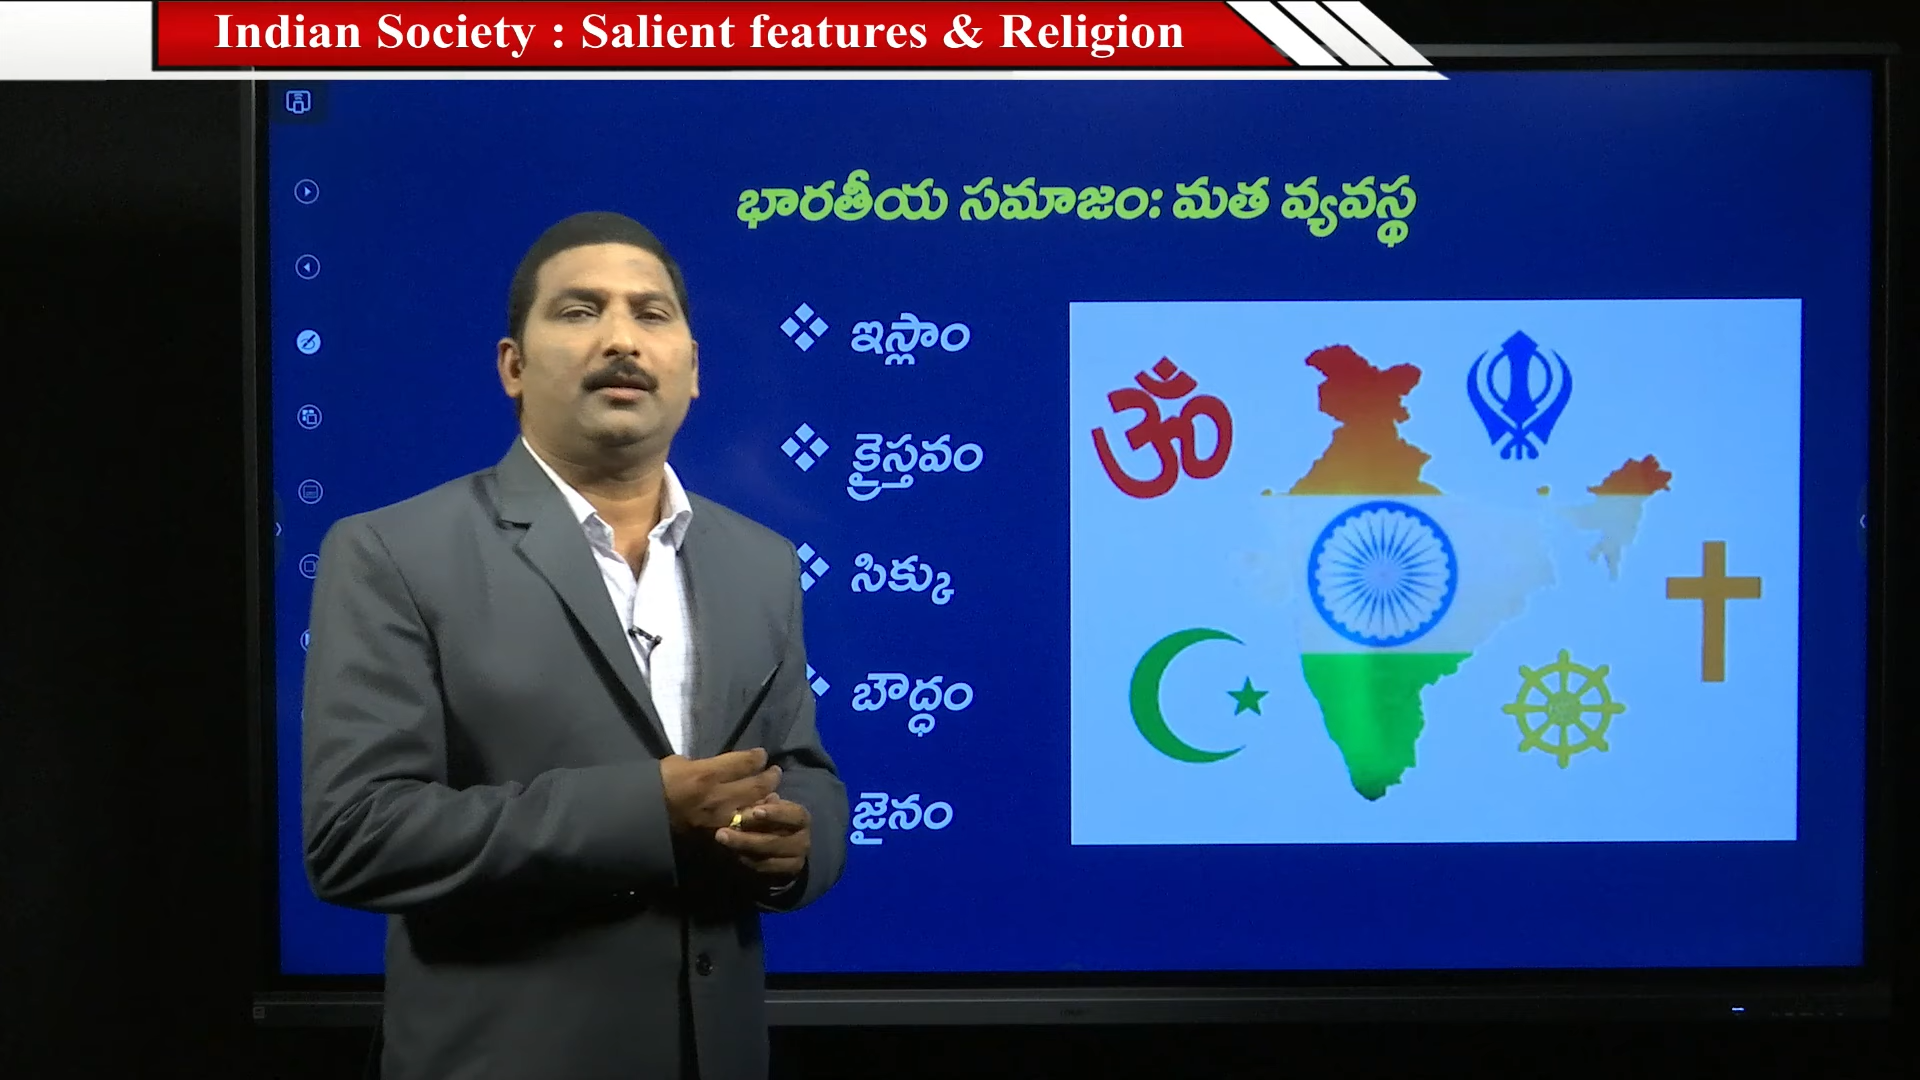 Indian Society : Salient features & Religion
భారతీయ సమాజం: మత వ్యవస్థ
ఇస్లాం
క్రైస్తవం
సిక్కు
బౌద్ధం
జైనం